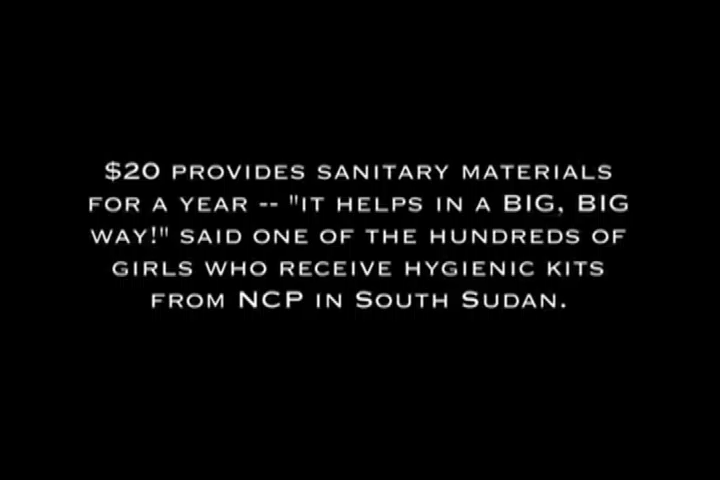 $20 PROVIDES SANITARY MATERIALS
FOR A YEAR -- "IT HELPS IN A BIG, BIG
WAY!" SAID ONE OF THE HUNDREDS OF
GIRLS WHO RECEIVE HYGIENIC KITS
FROM NCP IN SOUTH SUDAN.